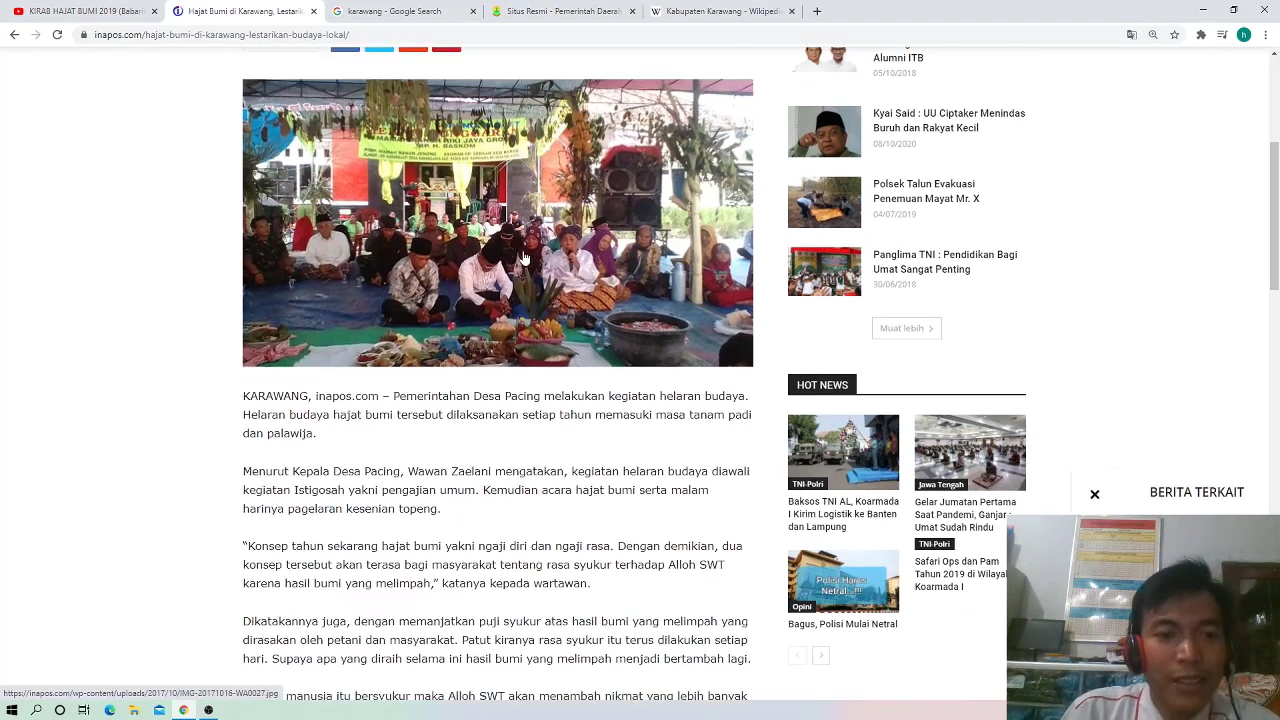 KIRAB HAJAT BUMI 2019 (Babari
Hajat Bumi di Karawang, Lestarik
karawang - Google Search
Situs Resmi - Pemerintah Daerah
Kabupaten Karawang - Wikipedi
inapos.com/hajat-bumi-di-karawang-lestarikan-budaya-lokal/
h
Alumni ITB
05/10/2018
Kyai Said : UU Ciptaker Menindas
Buruh dan Rakyat Kecil
08/10/2020
Polsek Talun Evakuasi
Penemuan Mayat Mr. X
04/07/2019
Panglima TNI : Pendidikan Bagi
Umat Sangat Penting
30/06/2018
Muat lebih
HOT NEWS
TNI-Polri
Baksos TNI AL, Koarmada
I Kirim Logistik ke Banten
dan Lampung
Jawa Tengah
Gelar Jumatan Pertama
Saat Pandemi, Ganjar :
Umat Sudah Rindu
TNI-Polri
Safari Ops dan Pam
Tahun 2019 di Wilayah
Koarmada I
Polisi Harus
Netral...!!!
Opini
Bagus, Polisi Mulai Netral
BERITA TERKAIT
KARAWANG, inapos.com – Pemerintahan Desa Pacing melakukan kegiatan helaran budaya.
Helaran budaya hajat bumi tersebut dilaksanakan setiap tahun memasuki masa tanam padi
dan palawija.
Menurut Kepala Desa Pacing, Wawan Zaelani mengatakan, kegiatan helaran budaya diawali
kegiatan Istigosah yakni pengajian umum. Kemudian acara hajat bumi serta malam
harinya pagelaran kesenian topeng.
“Konsep tahun sekarang hajat bumi yakni ngaji diri dan ngaji rasa. Dengan demikian, dua
konsep tersebut akan terasa bagi masyarakat tentang rasa syukur terhadap Alloh SWT
karena hasil bumi yang melimpah,” katanya kepada wartawan.
Dikatakannya juga, dengan memanjatkan puji syukur atas hasil bumi yang melimpah yang
dirasakan oleh petani dan masyarakat. Patut kiranya rasa syukur itu terus dilakukan setiap
hari. Supaya apa yang diraih selama ini hasil bumi yang melimpah menjadi bertambah lagi.
manusia itu bersyukur maka Alloh SWT akan menambah nikmat yang lebih banyak
https://inapos.com/wp-content/uploads/2017/10/IMG-20171016-WA0027.jpg